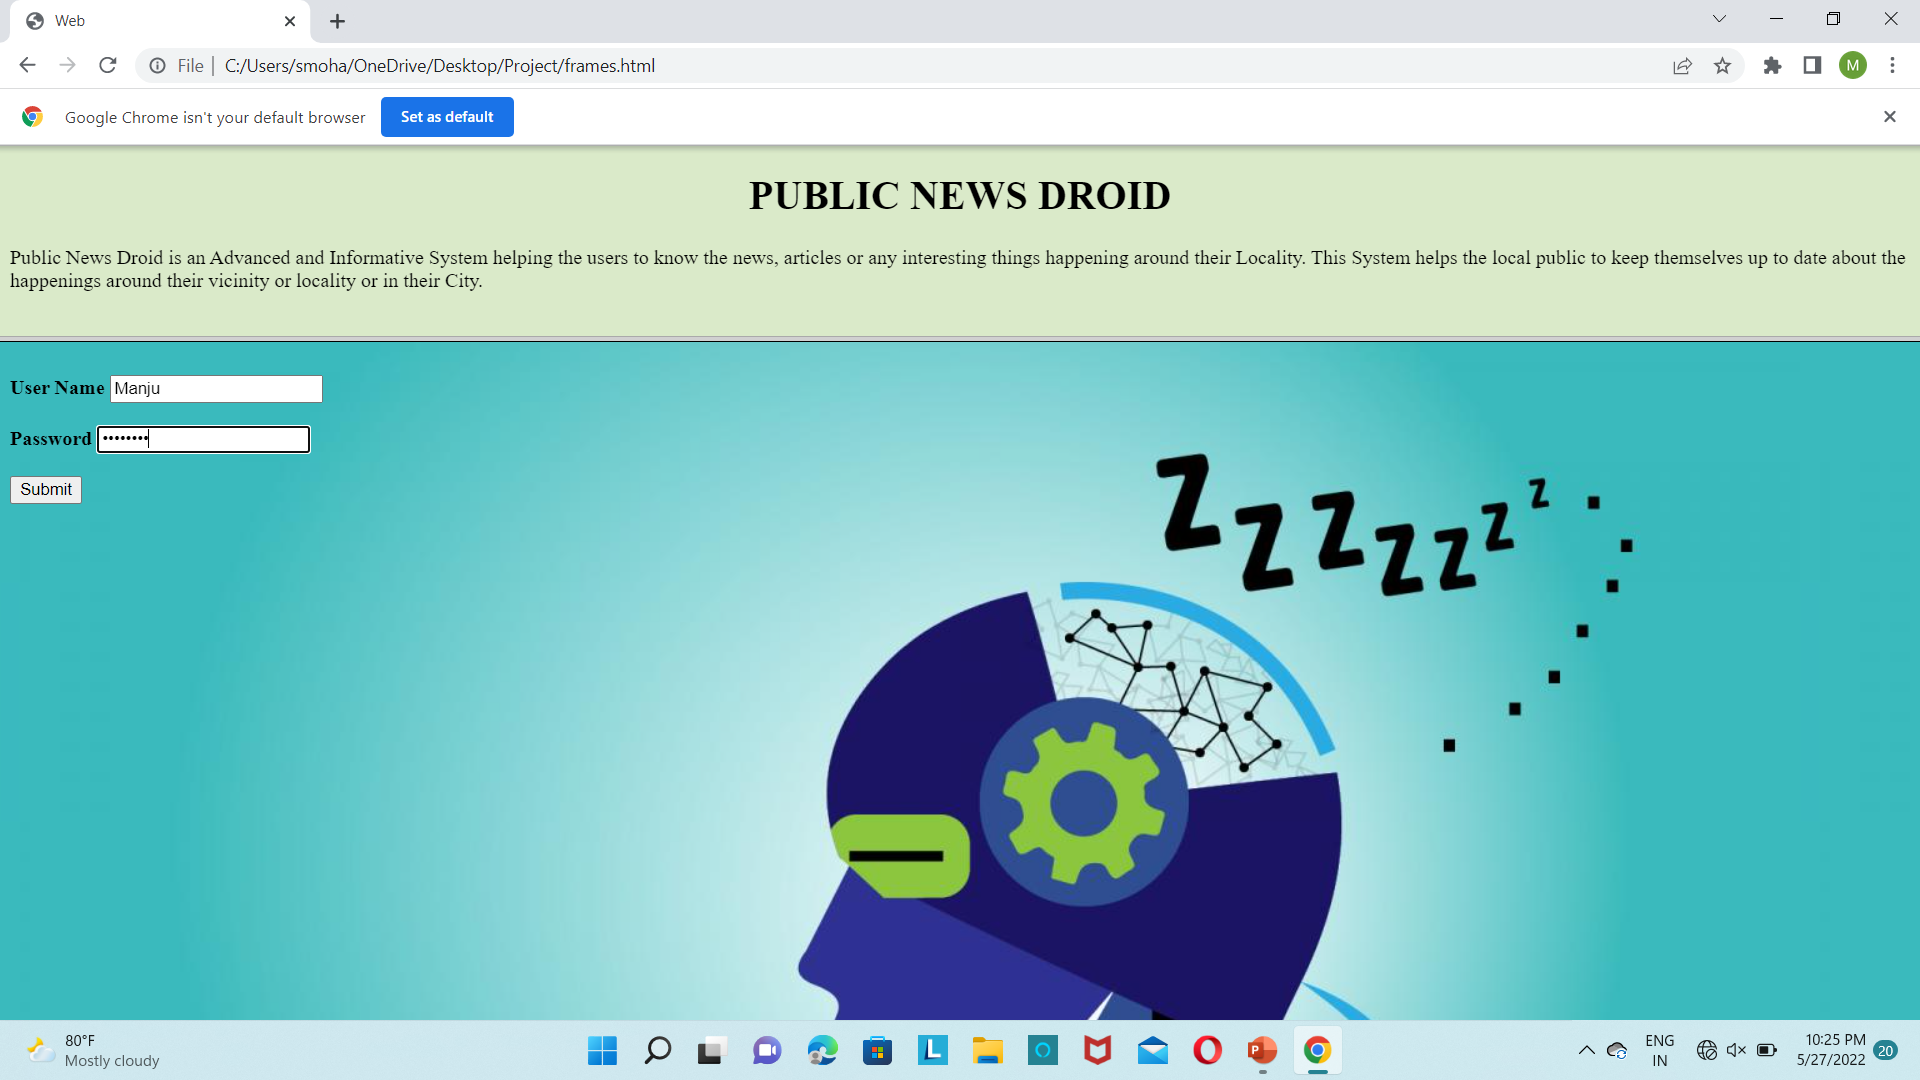 Web
File | C:/Users/smoha/OneDrive/Desktop/Project/frames.html
M
Google Chrome isn't your default browser
Set as default
PUBLIC NEWS DROID
Public News Droid is an Advanced and Informative System helping the users to know the news, articles or any interesting things happening around their Locality. This System helps the local public to keep themselves up to date about the
happenings around their vicinity or locality or in their City.
User Name Manju
Password ••••••••
Submit
Z Z Z Z Z Z Z
80°F
Mostly cloudy
L
P
ENG
IN
10:25 PM
5/27/2022
20